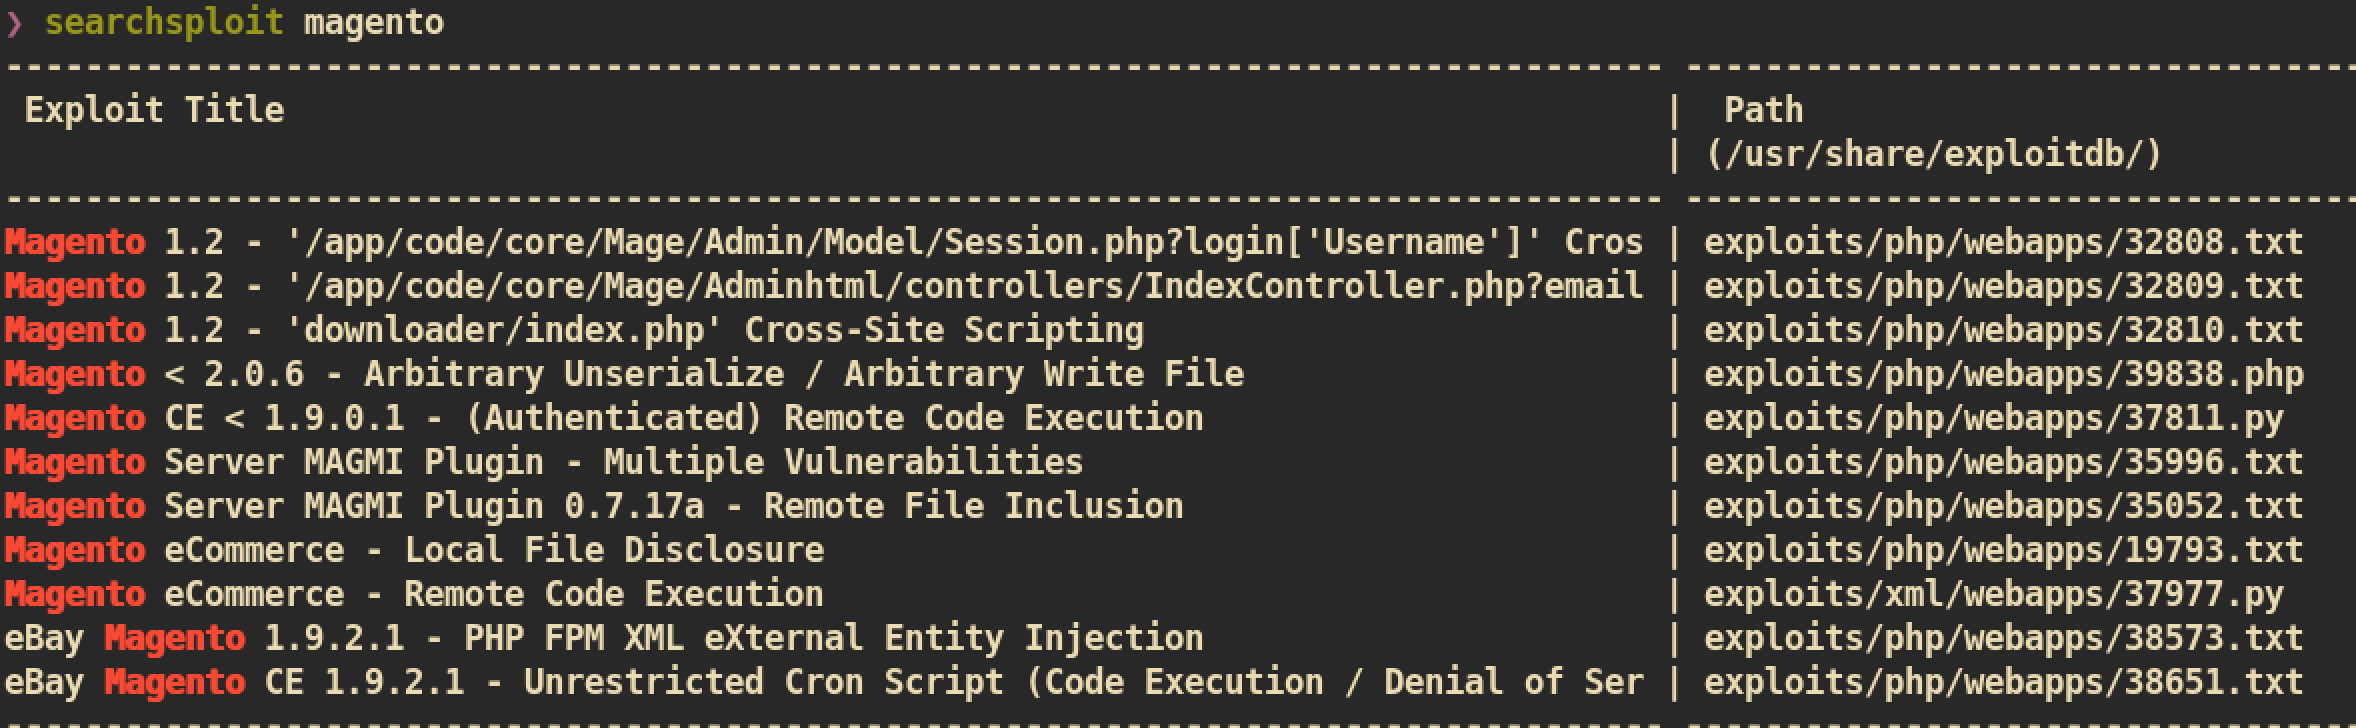 ❯ searchsploit magento
----------------------------------------------------------------------------------- ----------------------------------
 Exploit Title                                                                     |  Path
                                                                                   | (/usr/share/exploitdb/)
----------------------------------------------------------------------------------- ----------------------------------
Magento 1.2 - '/app/code/core/Mage/Admin/Model/Session.php?login['Username']' Cros | exploits/php/webapps/32808.txt
Magento 1.2 - '/app/code/core/Mage/Adminhtml/controllers/IndexController.php?email | exploits/php/webapps/32809.txt
Magento 1.2 - 'downloader/index.php' Cross-Site Scripting                          | exploits/php/webapps/32810.txt
Magento < 2.0.6 - Arbitrary Unserialize / Arbitrary Write File                     | exploits/php/webapps/39838.php
Magento CE < 1.9.0.1 - (Authenticated) Remote Code Execution                       | exploits/php/webapps/37811.py
Magento Server MAGMI Plugin - Multiple Vulnerabilities                             | exploits/php/webapps/35996.txt
Magento Server MAGMI Plugin 0.7.17a - Remote File Inclusion                        | exploits/php/webapps/35052.txt
Magento eCommerce - Local File Disclosure                                          | exploits/php/webapps/19793.txt
Magento eCommerce - Remote Code Execution                                          | exploits/xml/webapps/37977.py
eBay Magento 1.9.2.1 - PHP FPM XML eXternal Entity Injection                       | exploits/php/webapps/38573.txt
eBay Magento CE 1.9.2.1 - Unrestricted Cron Script (Code Execution / Denial of Ser | exploits/php/webapps/38651.txt
----------------------------------------------------------------------------------- ----------------------------------